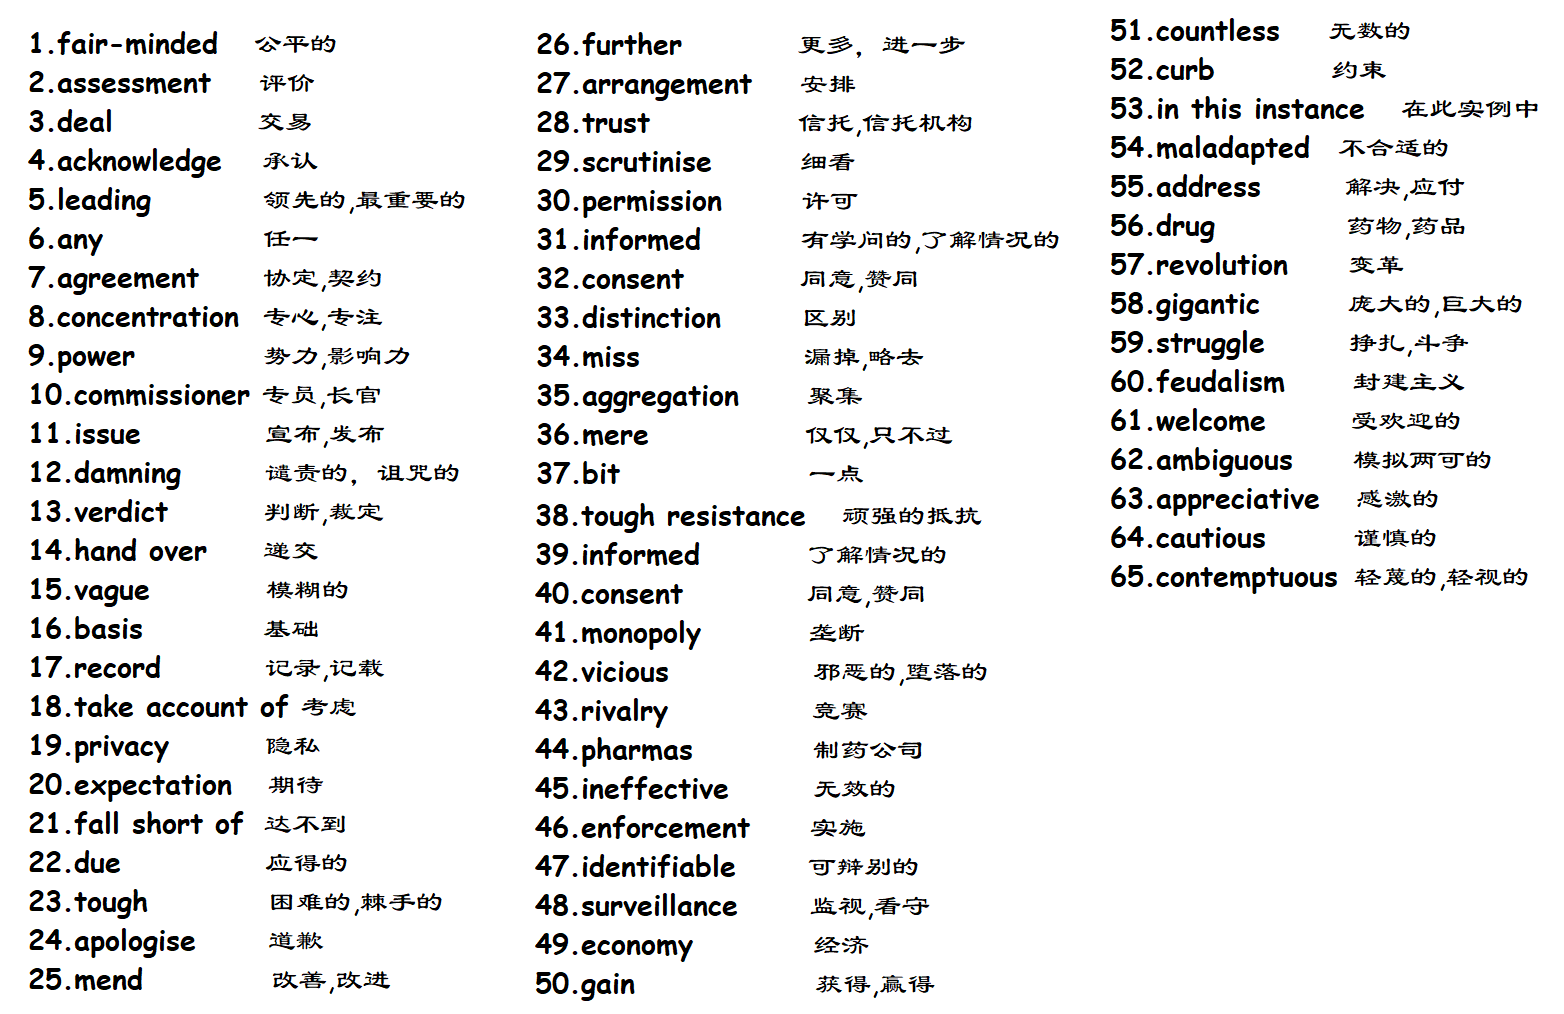 1.fair-minded 公平的
2.assessment 评价
3.deal 交易
4.acknowledge 承认
5.leading 领先的,最重要的
6.any 任一
7.agreement 协定,契约
8.concentration 专心,专注
9.power 势力,影响力
10.commissioner 专员,长官
11.issue 宣布,发布
12.damning 谴责的，诅咒的
13.verdict 判断,裁定
14.hand over 递交
15.vague 模糊的
16.basis 基础
17.record 记录,记载
18.take account of 考虑
19.privacy 隐私
20.expectation 期待
21.fall short of 达不到
22.due 应得的
23.tough 困难的,棘手的
24.apologise 道歉
25.mend 改善,改进
26.further 更多，进一步
27.arrangement 安排
28.trust 信托,信托机构
29.scrutinise 细看
30.permission 许可
31.informed 有学问的,了解情况的
32.consent 同意,赞同
33.distinction 区别
34.miss 漏掉,略去
35.aggregation 聚集
36.mere 仅仅,只不过
37.bit 一点
38.tough resistance 顽强的抵抗
39.informed 了解情况的
40.consent 同意,赞同
41.monopoly 垄断
42.vicious 邪恶的,堕落的
43.rivalry 竞赛
44.pharmas 制药公司
45.ineffective 无效的
46.enforcement 实施
47.identifiable 可辩别的
48.surveillance 监视,看守
49.economy 经济
50.gain 获得,赢得
51.countless 无数的
52.curb 约束
53.in this instance 在此实例中
54.maladapted 不合适的
55.address 解决,应付
56.drug 药物,药品
57.revolution 变革
58.gigantic 庞大的,巨大的
59.struggle 挣扎,斗争
60.feudalism 封建主义
61.welcome 受欢迎的
62.ambiguous 模拟两可的
63.appreciative 感激的
64.cautious 谨慎的
65.contemptuous 轻蔑的,轻视的